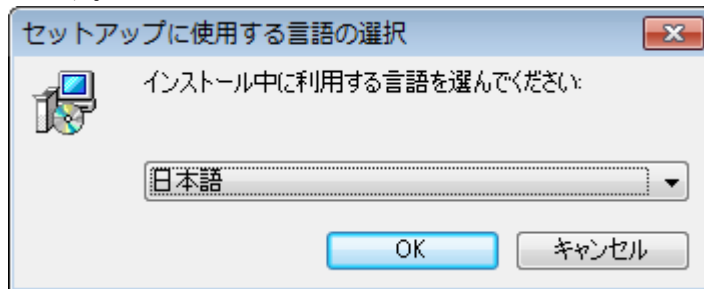 セットアップに使用する言語の選択
インストール中に利用する言語を選んでください:
日本語
OK
キャンセル